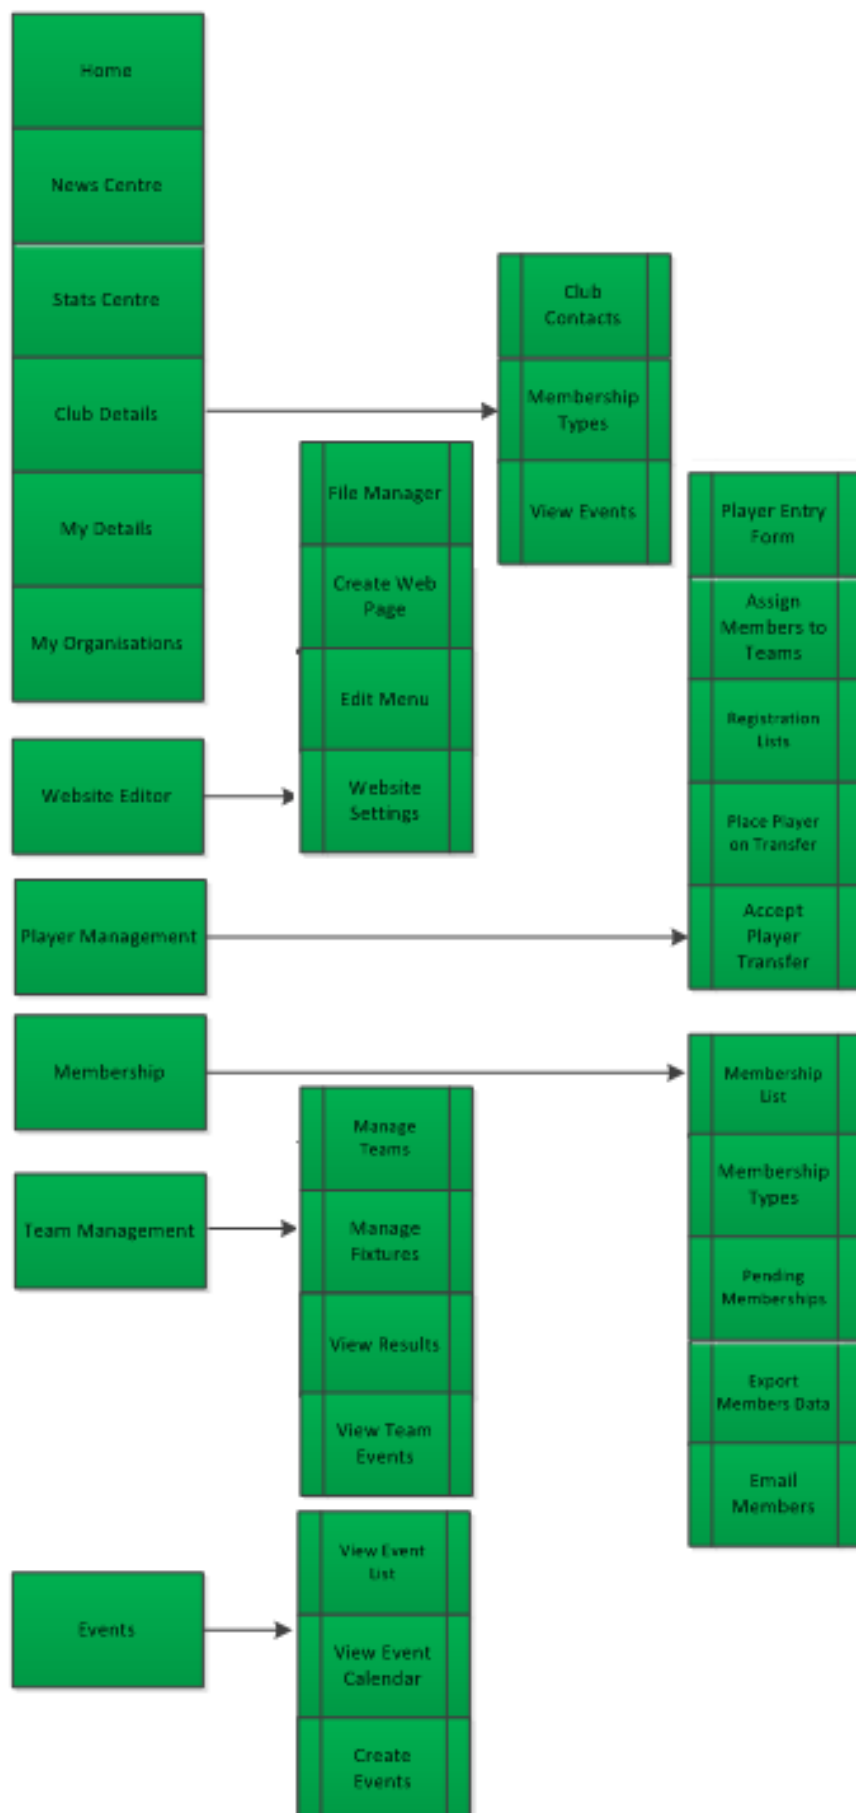 Home
News Centre
Stats Centre
Club Details
My Details
My Organisations
Club
Contacts
Membership
Types
View Events
File Manager
Create Web
Page
Edit Menu
Website
Settings
Website Editor
Player Entry
Form
Assign
Members to
Teams
Registration
Lists
Place Player
on Transfer
Accept
Player
Transfer
Player Management
Membership
Membership
List
Membership
Types
Pending
Memberships
Export
Members Data
Email
Members
Team Management
Manage
Teams
Manage
Fixtures
View Results
View Team
Events
Events
View Event
List
View Event
Calendar
Create
Events